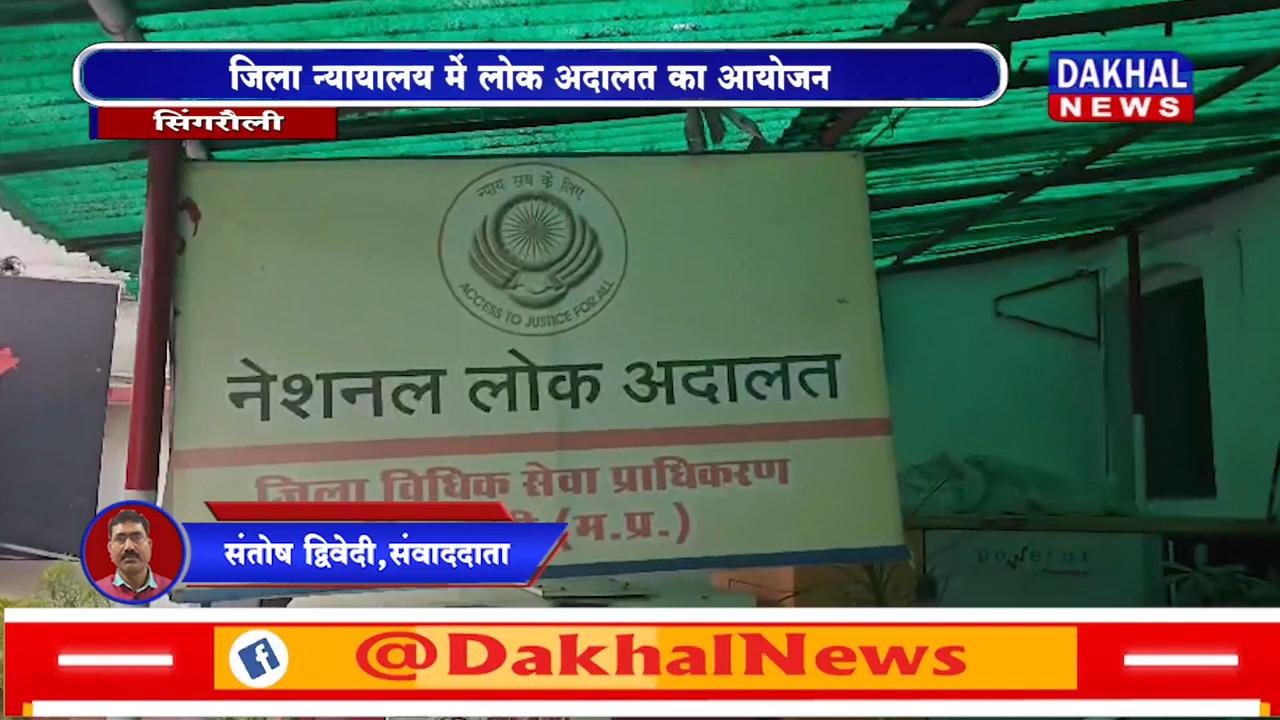 जिला न्यायालय में लोक अदालत का आयोजन
DAKHAL
NEWS
सिंगरौली
न्याय सब के लिए
ACCESS TO JUSTICE FOR ALL
नेशनल लोक अदालत
जिला विधिक सेवा प्राधिकरण
(म.प्र.)
संतोष द्विवेदी,संवाददाता
powerat
@DakhalNews